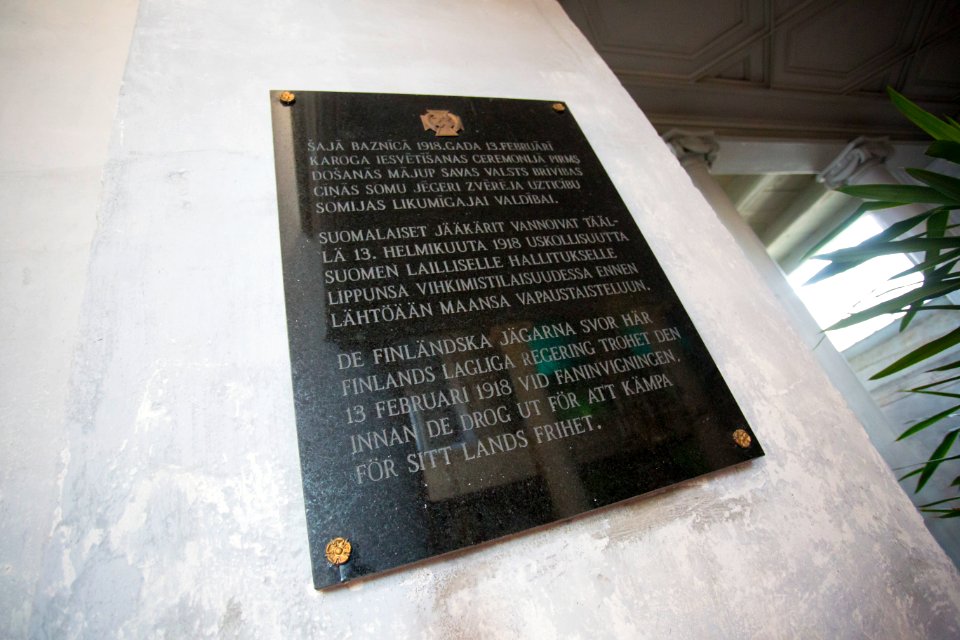 ŠAJĀ BAZNĪCĀ 1918.GADA 13.FEBRUĀRĪ
KAROGA IESVĒTĪŠANAS CEREMONIJĀ PIRMS
DOŠANĀS MĀJUP SAVAS VALSTS BRĪVĪBAS
CĪŅĀS SOMU JĒGERI ZVĒRĒJA UZTICĪBU
SOMIJAS LIKUMĪGAJAI VALDĪBAI.
SUOMALAISET JÄÄKÄRIT VANNOIVAT TÄÄL-
LÄ 13. HELMIKUUTA 1918 USKOLLISUUTTA
SUOMEN LAILLISELLE HALLITUKSELLE
LIPPUNSA VIHKIMISTILAISUUDESSA ENNEN
LÄHTÖÄÄN MAANSA VAPAUSTAISTELUUN.
DE FINLÄNDSKA JÄGARNA SVOR HÄR
FINLANDS LAGLIGA REGERING TROHET DEN
13 FEBRUARI 1918 VID FANINVIGNINGEN,
INNAN DE DROG UT FÖR ATT KÄMPA
FÖR SITT LANDS FRIHET.